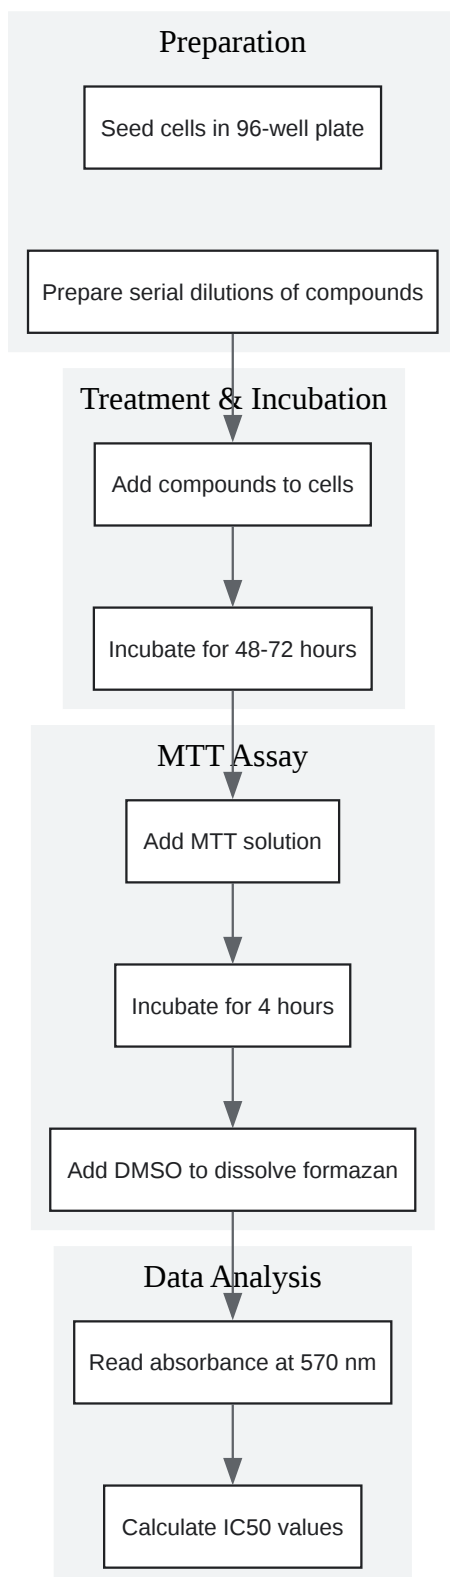 Preparation
Seed cells in 96-well plate
Prepare serial dilutions of compounds
Treatment & Incubation
Add compounds to cells
Incubate for 48-72 hours
MTT Assay
Add MTT solution
Incubate for 4 hours
Add DMSO to dissolve formazan
Data Analysis
Read absorbance at 570 nm
Calculate IC50 values